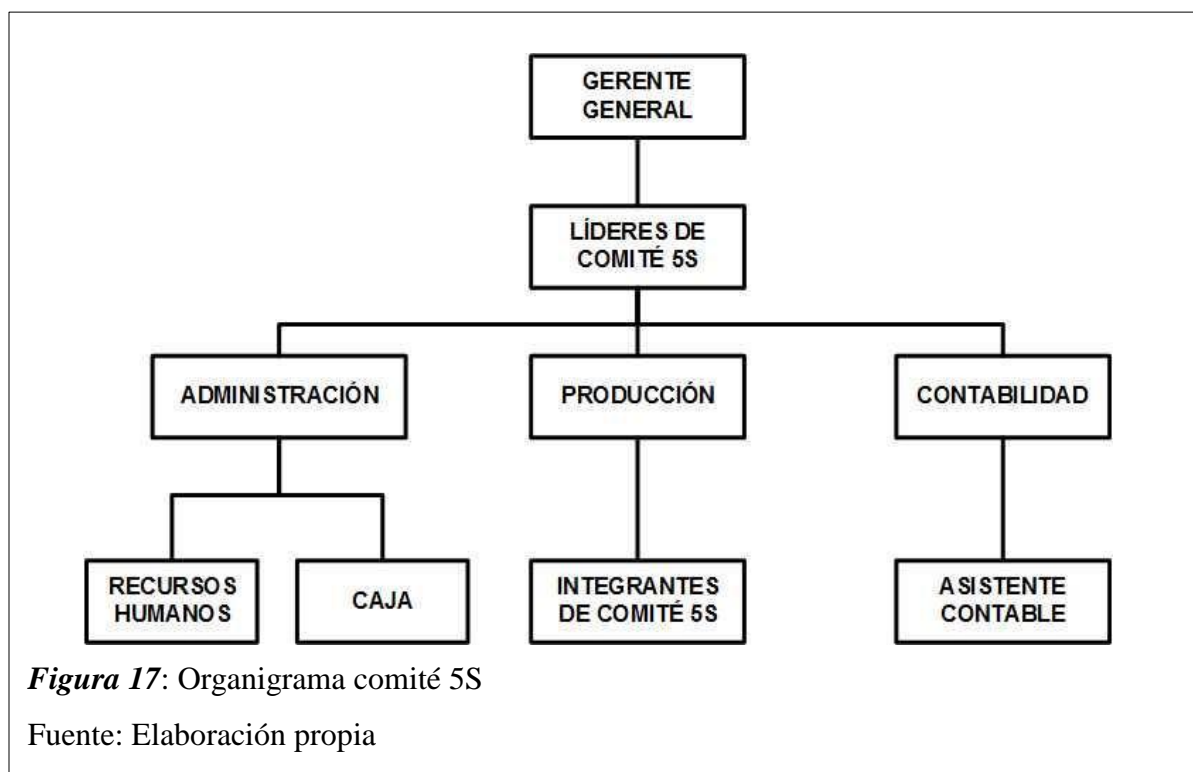 GERENTE
GENERAL
LÍDERES DE
COMITÉ 5S
ADMINISTRACIÓN
PRODUCCIÓN
CONTABILIDAD
RECURSOS
HUMANOS
CAJA
INTEGRANTES
DE COMITÉ 5S
ASISTENTE
CONTABLE
Figura 17: Organigrama comité 5S
Fuente: Elaboración propia